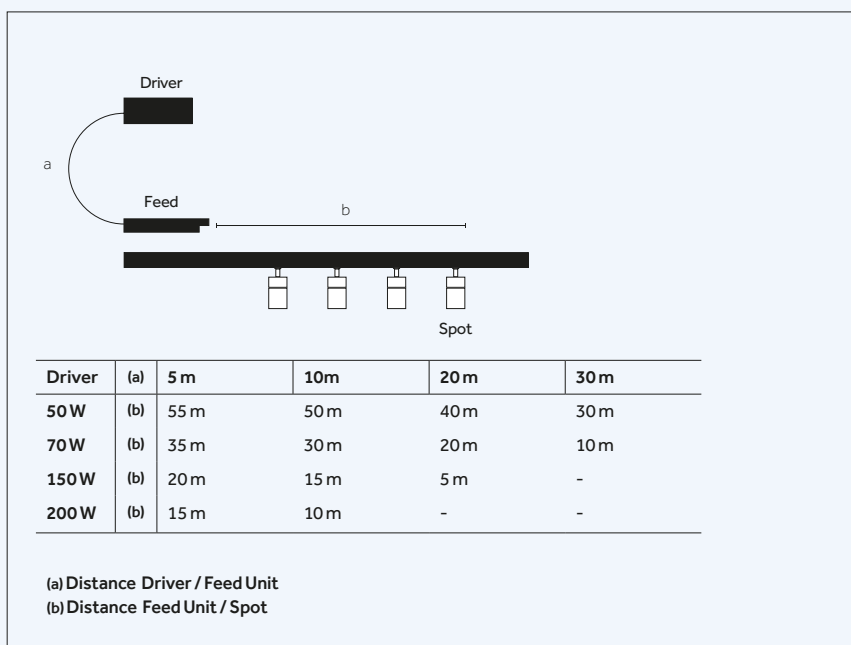 Driver
a
Feed
b
Spot
Driver (a) 5 m 10m 20 m 30 m
50 W (b) 55 m 50 m 40 m 30 m
70 W (b) 35 m 30 m 20 m 10 m
150 W (b) 20 m 15 m 5 m -
200 W (b) 15 m 10 m - -
(a) Distance Driver / Feed Unit
(b) Distance Feed Unit / Spot